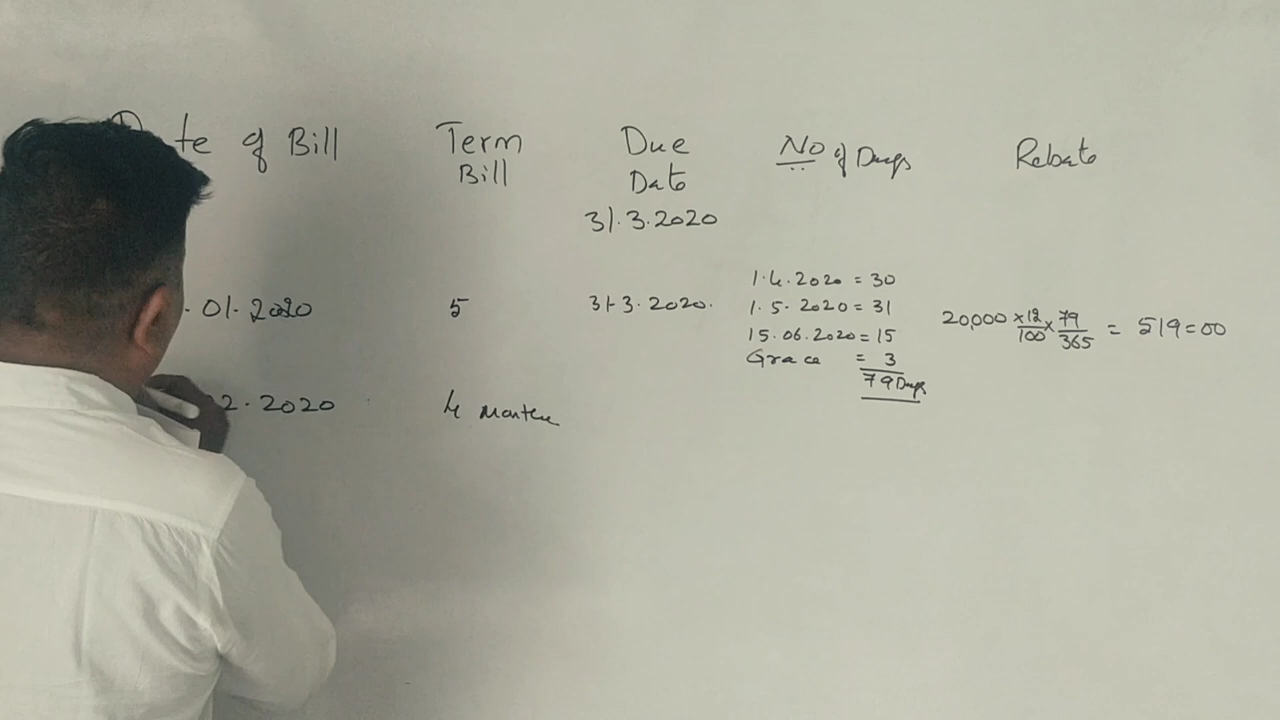 Date of Bill
Term
Bill
Due
Date
31.3.2020
No of Days
Rebate
.01.2020
5
31.3.2020.
1.4.2020 = 30
1.5.2020 = 31
15.06.2020 = 15
Grace = 3
79 Days
20,000 × 12/100 × 79/365 = 519=00
2.2020
4 months